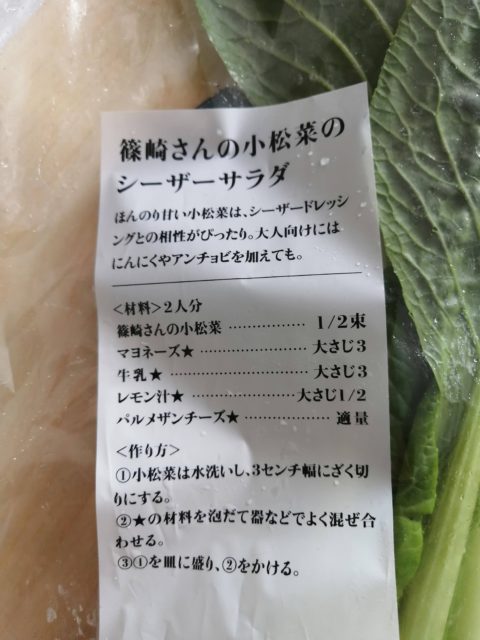 篠崎さんの小松菜の
シーザーサラダ
ほんのり甘い小松菜は、シーザードレッシ
ングとの相性がぴったり。大人向けには
にんにくやアンチョビを加えても。
<材料>2人分
篠崎さんの小松菜 ……………… 1/2束
マヨネーズ★ ……………………… 大さじ3
牛乳★ ……………………………… 大さじ3
レモン汁★ ………………………… 大さじ1/2
パルメザンチーズ★ ……………… 適量
<作り方>
①小松菜は水洗いし、3センチ幅にざく切
りにする。
②★の材料を泡だて器などでよく混ぜ合
わせる。
③①を皿に盛り、②をかける。